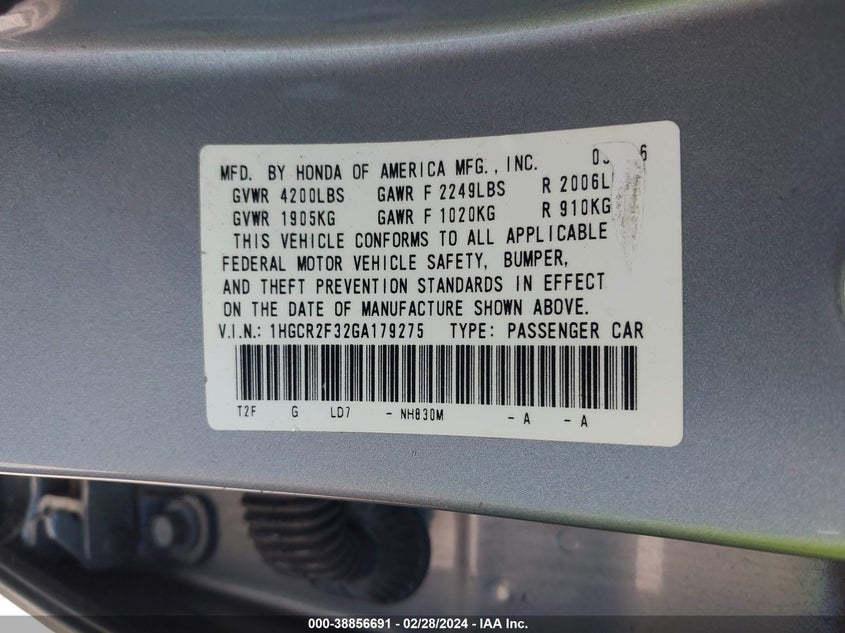 MFD. BY HONDA OF AMERICA MFG., INC.
GVWR 4200LBS GAWR F 2249LBS R 2006L
GVWR 1905KG GAWR F 1020KG R 910KG
THIS VEHICLE CONFORMS TO ALL APPLICABLE
FEDERAL MOTOR VEHICLE SAFETY, BUMPER,
AND THEFT PREVENTION STANDARDS IN EFFECT
ON THE DATE OF MANUFACTURE SHOWN ABOVE.
V.I.N.: 1HGCR2F32GA179275 TYPE: PASSENGER CAR
T2F G LD7 - NH830M - A - A
000-38856691 / 02/28/2024 - IAA Inc.